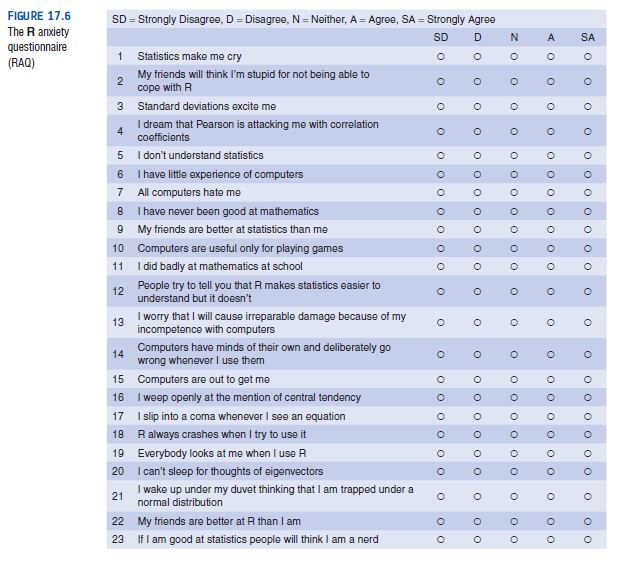 FIGURE 17.6
The R anxiety
questionnaire
(RAQ)
SD = Strongly Disagree, D = Disagree, N = Neither, A = Agree, SA = Strongly Agree
SD D N A SA
1 Statistics make me cry
2 My friends will think I'm stupid for not being able to
cope with R
3 Standard deviations excite me
4 I dream that Pearson is attacking me with correlation
coefficients
5 I don't understand statistics
6 I have little experience of computers
7 All computers hate me
8 I have never been good at mathematics
9 My friends are better at statistics than me
10 Computers are useful only for playing games
11 I did badly at mathematics at school
12 People try to tell you that R makes statistics easier to
understand but it doesn't
13 I worry that I will cause irreparable damage because of my
incompetence with computers
14 Computers have minds of their own and deliberately go
wrong whenever I use them
15 Computers are out to get me
16 I weep openly at the mention of central tendency
17 I slip into a coma whenever I see an equation
18 R always crashes when I try to use it
19 Everybody looks at me when I use R
20 I can't sleep for thoughts of eigenvectors
21 I wake up under my duvet thinking that I am trapped under a
normal distribution
22 My friends are better at R than I am
23 If I am good at statistics people will think I am a nerd